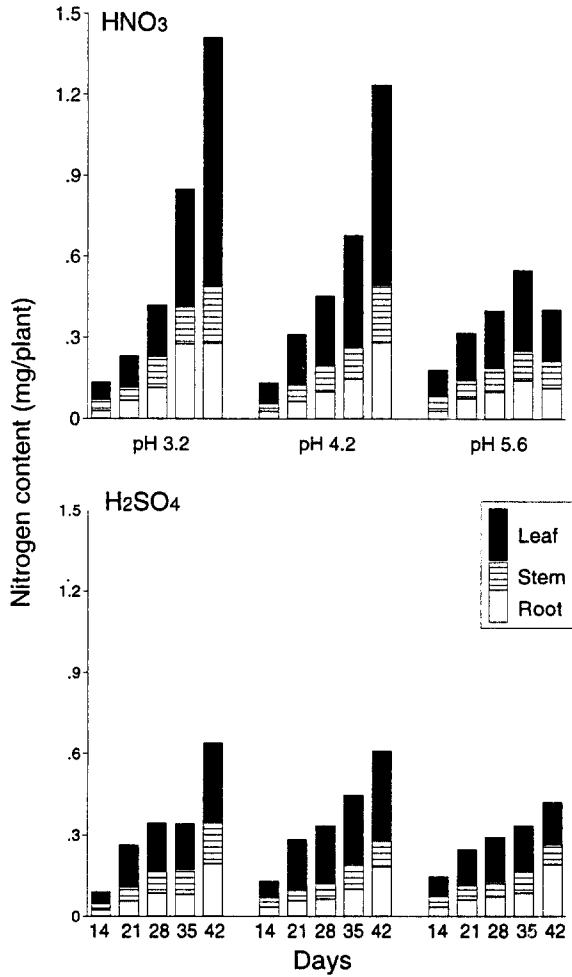 HNO3
1.5
1.2
.9
.6
.3
0
pH 3.2 pH 4.2 pH 5.6
Nitrogen content (mg/plant)
H2SO4
1.5
1.2
.9
.6
.3
0
Leaf
Stem
Root
14 21 28 35 42 14 21 28 35 42 14 21 28 35 42
Days